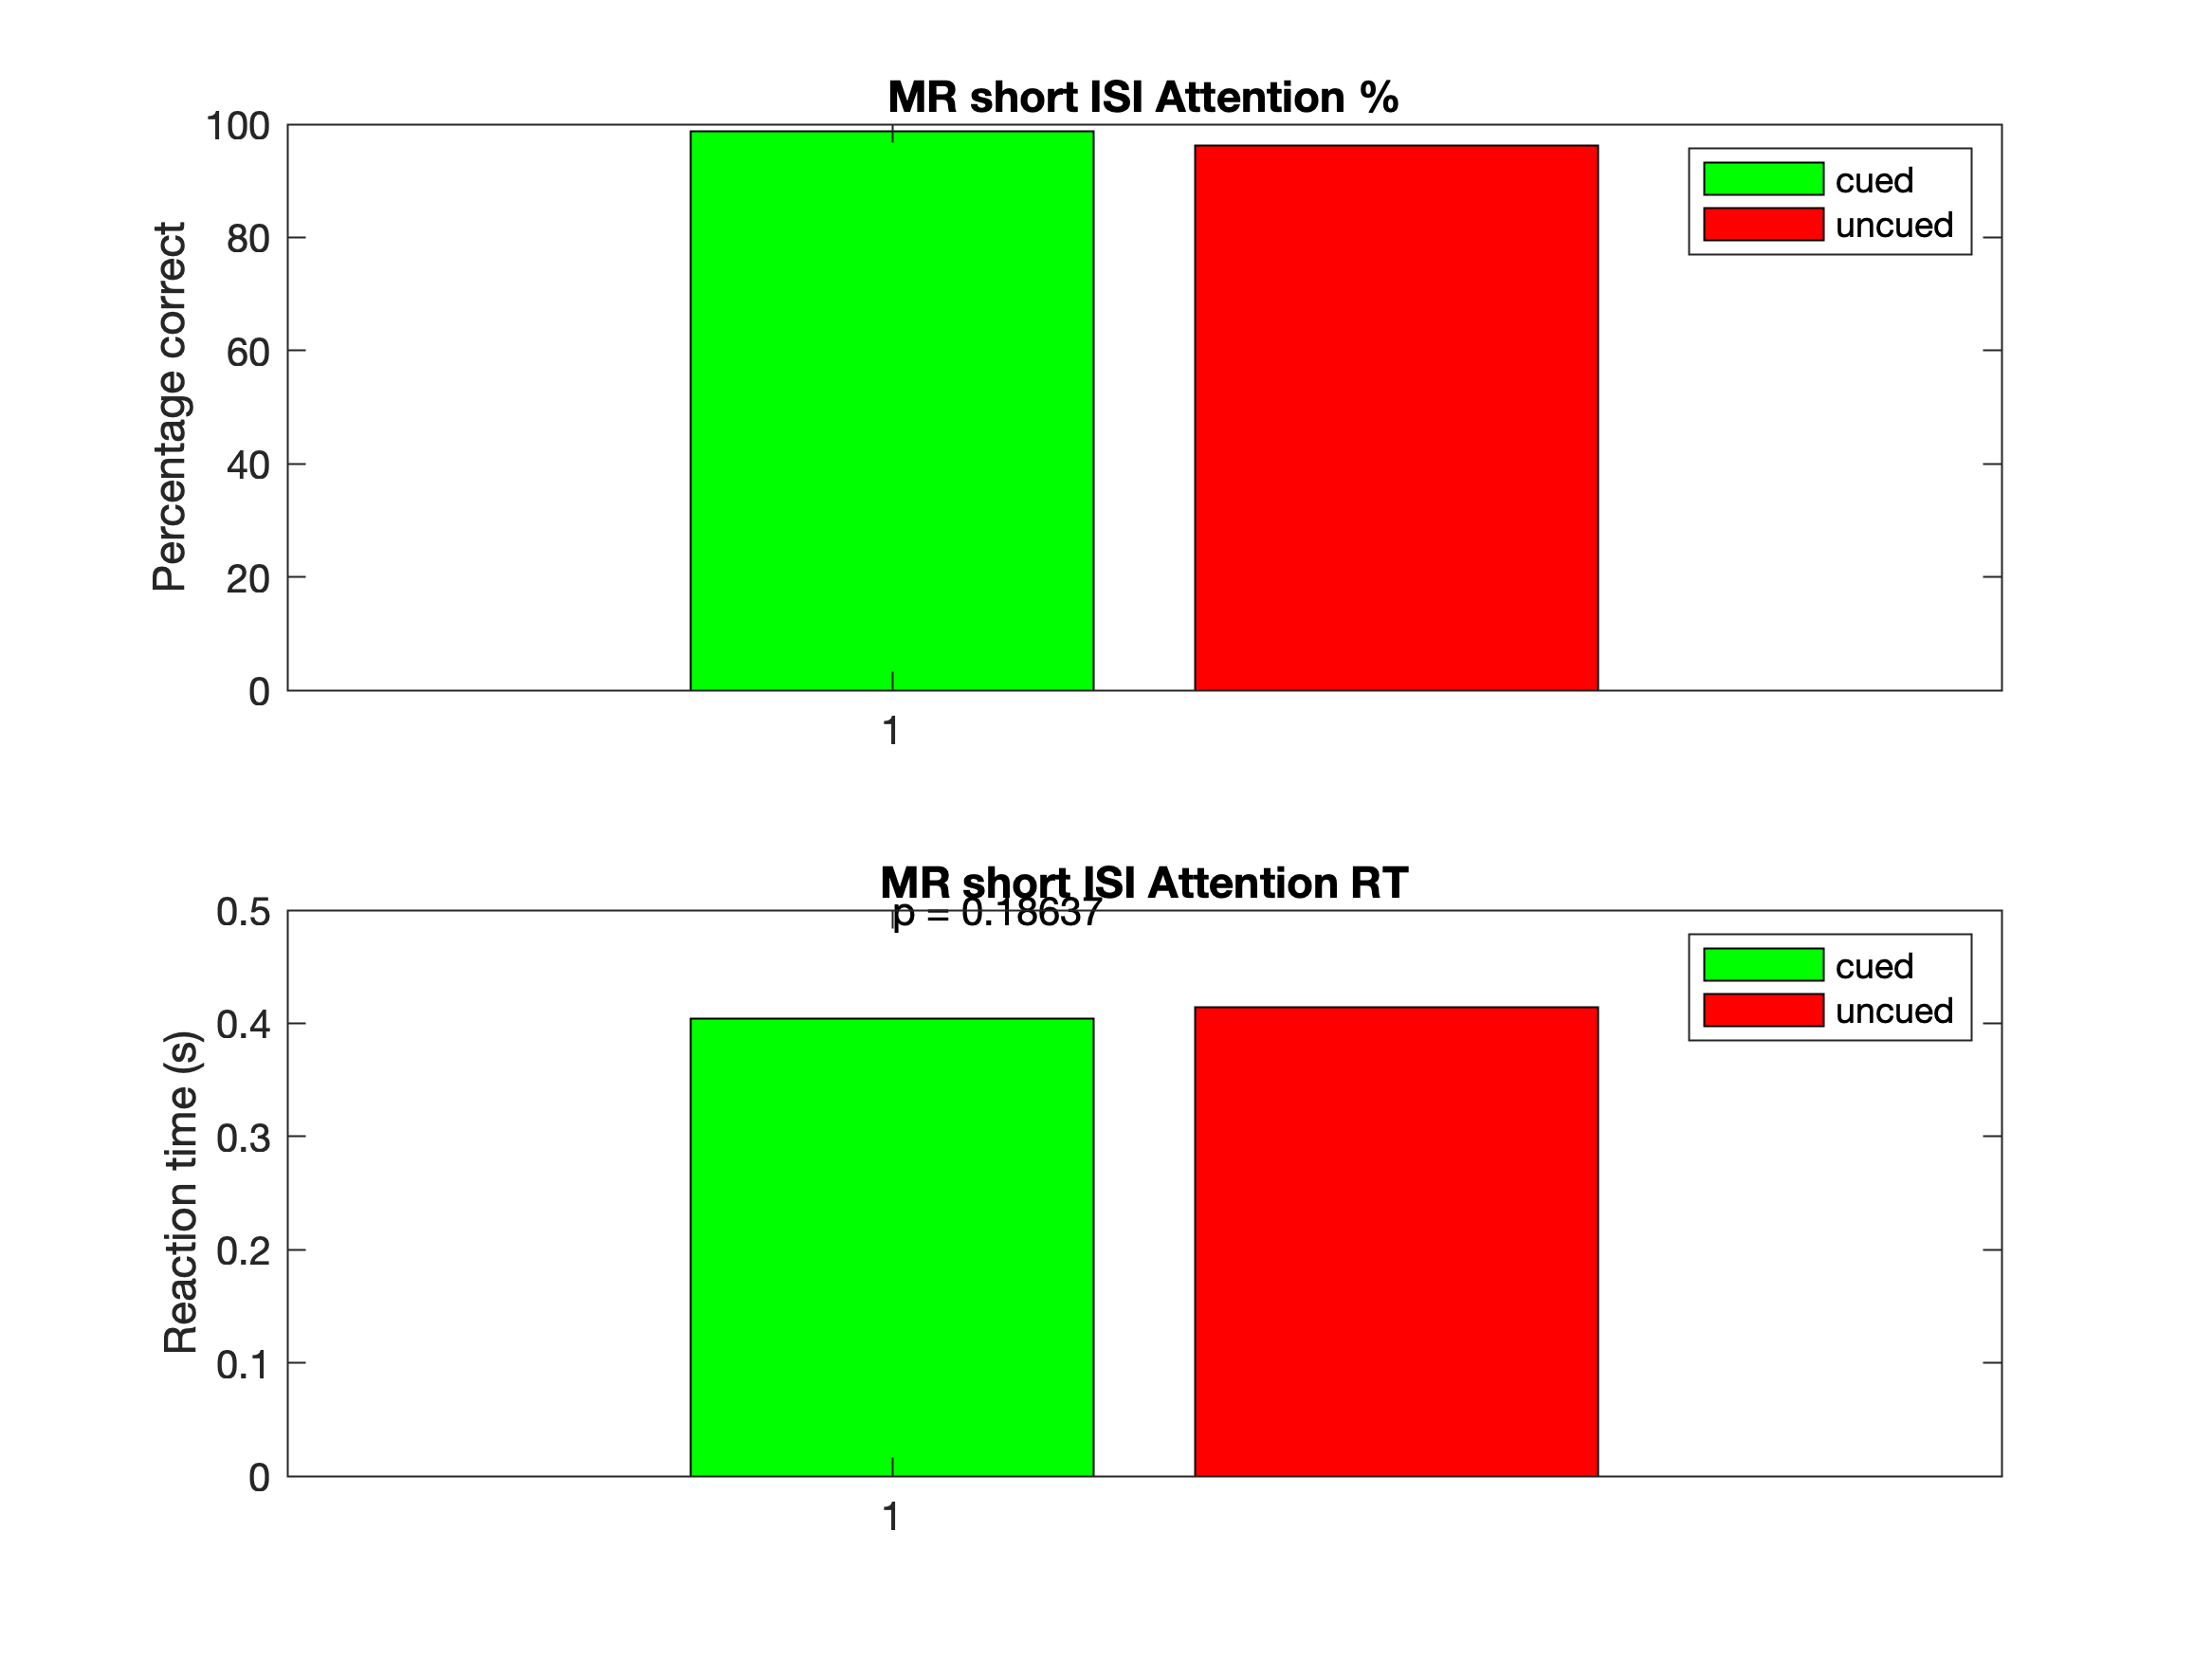 MR short ISI Attention %
100
80
60
40
20
0
Percentage correct
cued
uncued
1
MR short ISI Attention RT
p = 0.18637
0.5
0.4
0.3
0.2
0.1
0
Reaction time (s)
cued
uncued
1